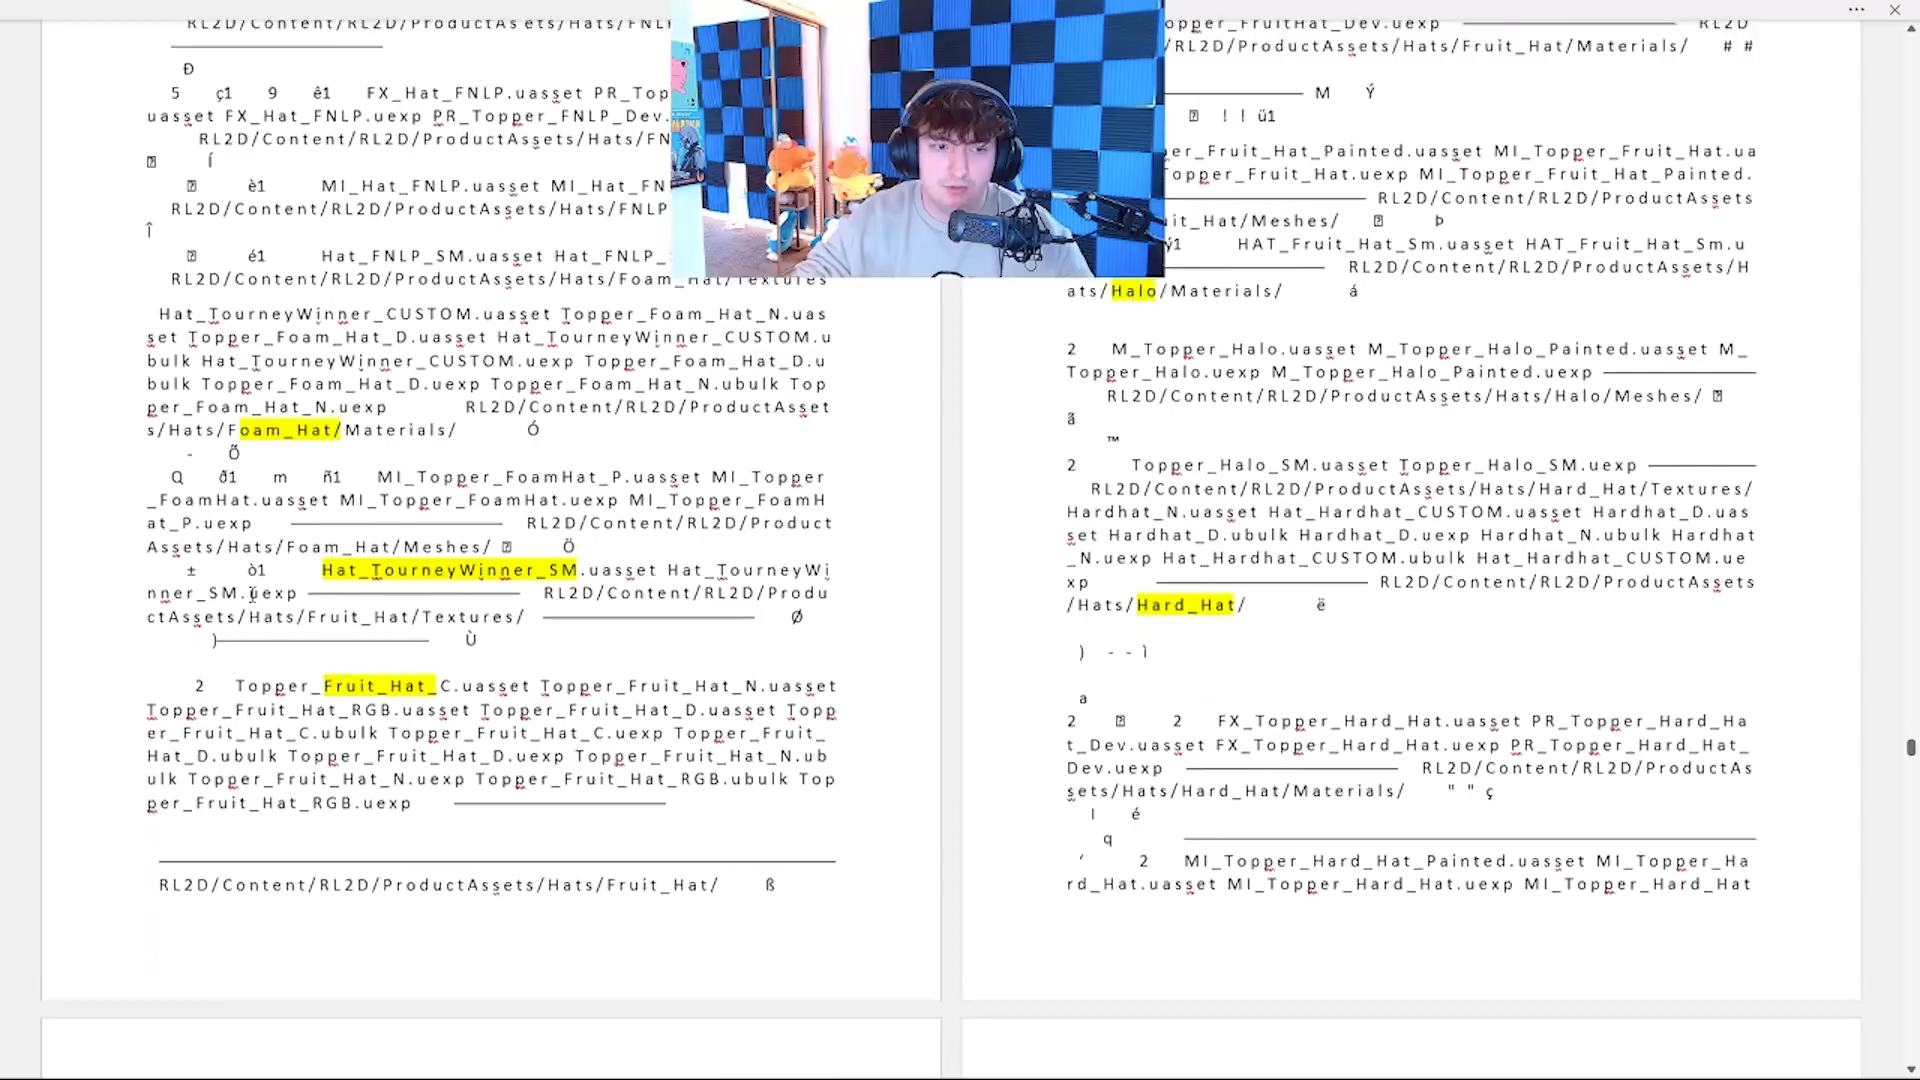 RL2D/Content/RL2D/ProductAssets/Hats/FNL
Đ
5 ç1 9 ê1 FX_Hat_FNLP.uasset PR_Top
uasset FX_Hat_FNLP.uexp PR_Topper_FNLP_Dev.
RL2D/Content/RL2D/ProductAssets/Hats/FN
Í
è1 MI_Hat_FNLP.uasset MI_Hat_FN
RL2D/Content/RL2D/ProductAssets/Hats/FNLP
Î
é1 Hat_FNLP_SM.uasset Hat_FNLP_
RL2D/Content/RL2D/ProductAssets/Hats/Foam_Hat/Textures
Hat_TourneyWinner_CUSTOM.uasset Topper_Foam_Hat_N.uas
set Topper_Foam_Hat_D.uasset Hat_TourneyWinner_CUSTOM.u
bulk Hat_TourneyWinner_CUSTOM.uexp Topper_Foam_Hat_D.u
bulk Topper_Foam_Hat_D.uexp Topper_Foam_Hat_N.ubulk Top
per_Foam_Hat_N.uexp RL2D/Content/RL2D/ProductAsset
s/Hats/Foam_Hat/Materials/ Ó
- Õ
Q ð1 m ñ1 MI_Topper_FoamHat_P.uasset MI_Topper
_FoamHat.uasset MI_Topper_FoamHat.uexp MI_Topper_FoamH
at_P.uexp RL2D/Content/RL2D/Product
Assets/Hats/Foam_Hat/Meshes/ Ö
± ò1 Hat_TourneyWinner_SM.uasset Hat_TourneyWi
nner_SM.uexp RL2D/Content/RL2D/Produ
ctAssets/Hats/Fruit_Hat/Textures/ Ø
) Ù
2 Topper_Fruit_Hat_C.uasset Topper_Fruit_Hat_N.uasset
Topper_Fruit_Hat_RGB.uasset Topper_Fruit_Hat_D.uasset Topp
er_Fruit_Hat_C.ubulk Topper_Fruit_Hat_C.uexp Topper_Fruit_
Hat_D.ubulk Topper_Fruit_Hat_D.uexp Topper_Fruit_Hat_N.ub
ulk Topper_Fruit_Hat_N.uexp Topper_Fruit_Hat_RGB.ubulk Top
per_Fruit_Hat_RGB.uexp
RL2D/Content/RL2D/ProductAssets/Hats/Fruit_Hat/ ß
opper_FruitHat_Dev.uexp RL2D
/RL2D/ProductAssets/Hats/Fruit_Hat/Materials/ # #
M Ý
! | ü1
er_Fruit_Hat_Painted.uasset MI_Topper_Fruit_Hat.ua
opper_Fruit_Hat.uexp MI_Topper_Fruit_Hat_Painted.
RL2D/Content/RL2D/ProductAssets
it_Hat/Meshes/ Þ
ý1 HAT_Fruit_Hat_Sm.uasset HAT_Fruit_Hat_Sm.u
RL2D/Content/RL2D/ProductAssets/H
ats/Halo/Materials/ á
2 M_Topper_Halo.uasset M_Topper_Halo_Painted.uasset M_
Topper_Halo.uexp M_Topper_Halo_Painted.uexp
RL2D/Content/RL2D/ProductAssets/Hats/Halo/Meshes/
ã
™
2 Topper_Halo_SM.uasset Topper_Halo_SM.uexp
RL2D/Content/RL2D/ProductAssets/Hats/Hard_Hat/Textures/
Hardhat_N.uasset Hat_Hardhat_CUSTOM.uasset Hardhat_D.uas
set Hardhat_D.ubulk Hardhat_D.uexp Hardhat_N.ubulk Hardhat
_N.uexp Hat_Hardhat_CUSTOM.ubulk Hat_Hardhat_CUSTOM.ue
xp RL2D/Content/RL2D/ProductAssets
/Hats/Hard_Hat/ ë
) - - ì
a
2 2 FX_Topper_Hard_Hat.uasset PR_Topper_Hard_Ha
t_Dev.uasset FX_Topper_Hard_Hat.uexp PR_Topper_Hard_Hat_
Dev.uexp RL2D/Content/RL2D/ProductAs
sets/Hats/Hard_Hat/Materials/ " " ç
l é
q
‘ 2 MI_Topper_Hard_Hat_Painted.uasset MI_Topper_Ha
rd_Hat.uasset MI_Topper_Hard_Hat.uexp MI_Topper_Hard_Hat